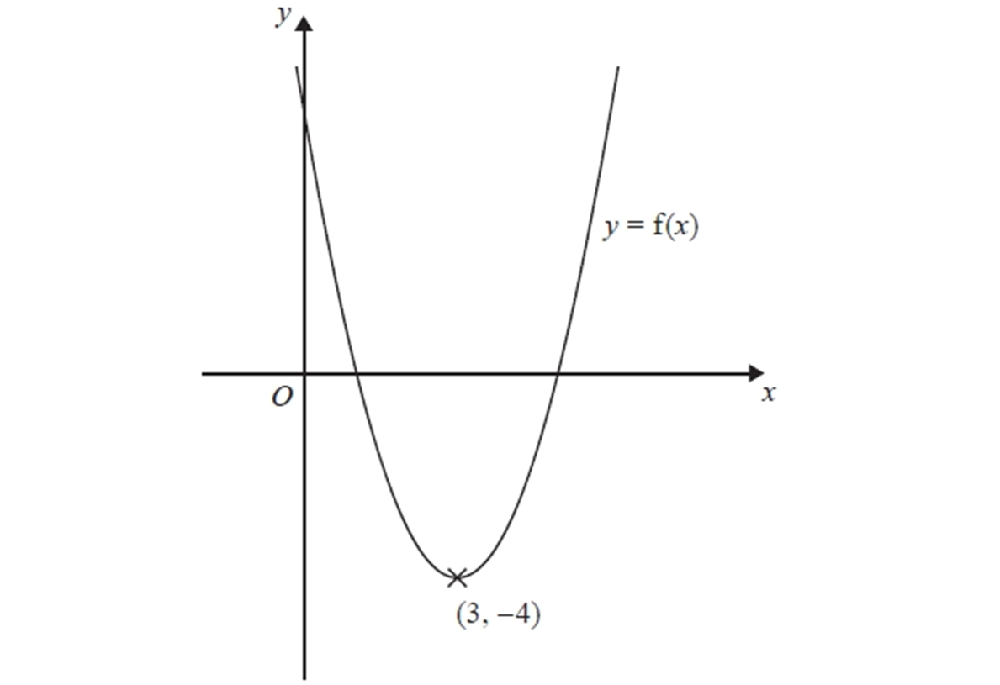 y
y = f(x)
O
x
(3, −4)